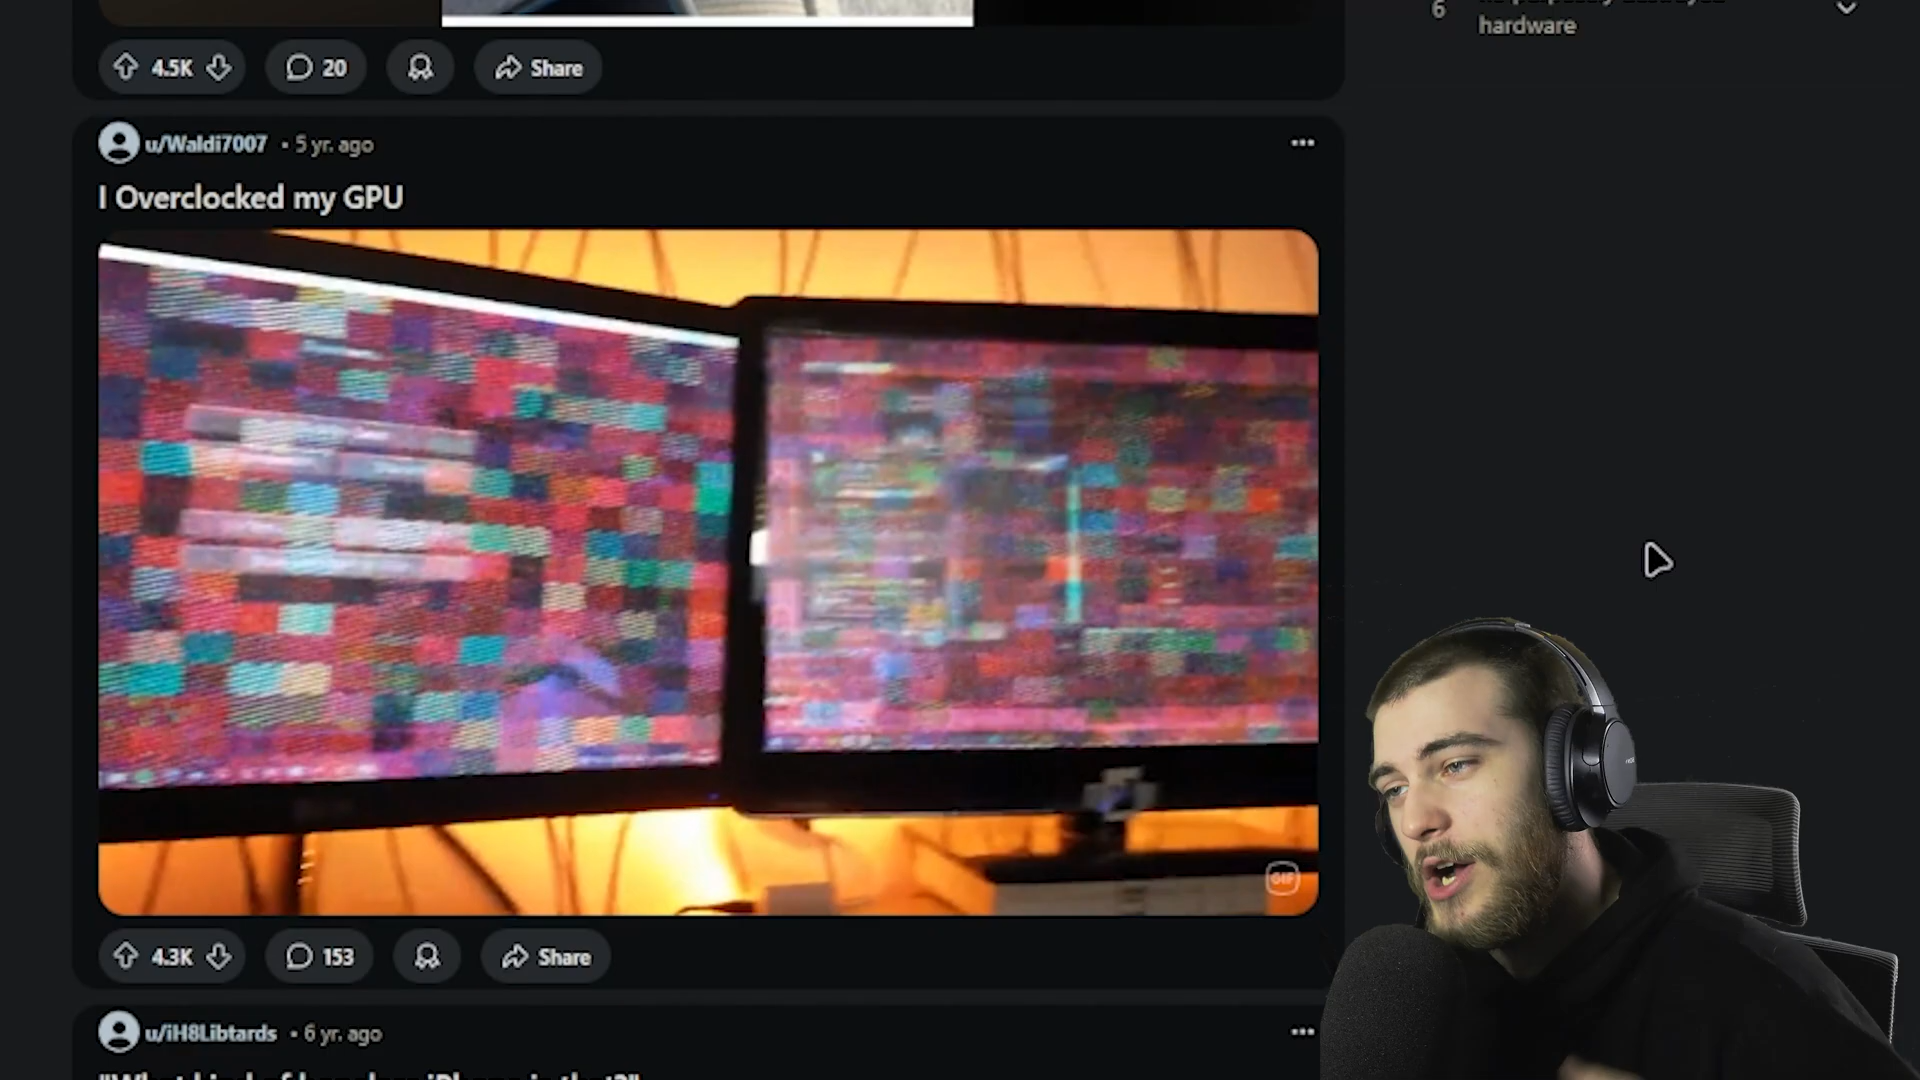 hardware
6
4.5K
20
Share
u/Waldi7007 • 5 yr. ago
I Overclocked my GPU
GIF
4.3K
153
Share
u/iH8Libtards • 6 yr. ago